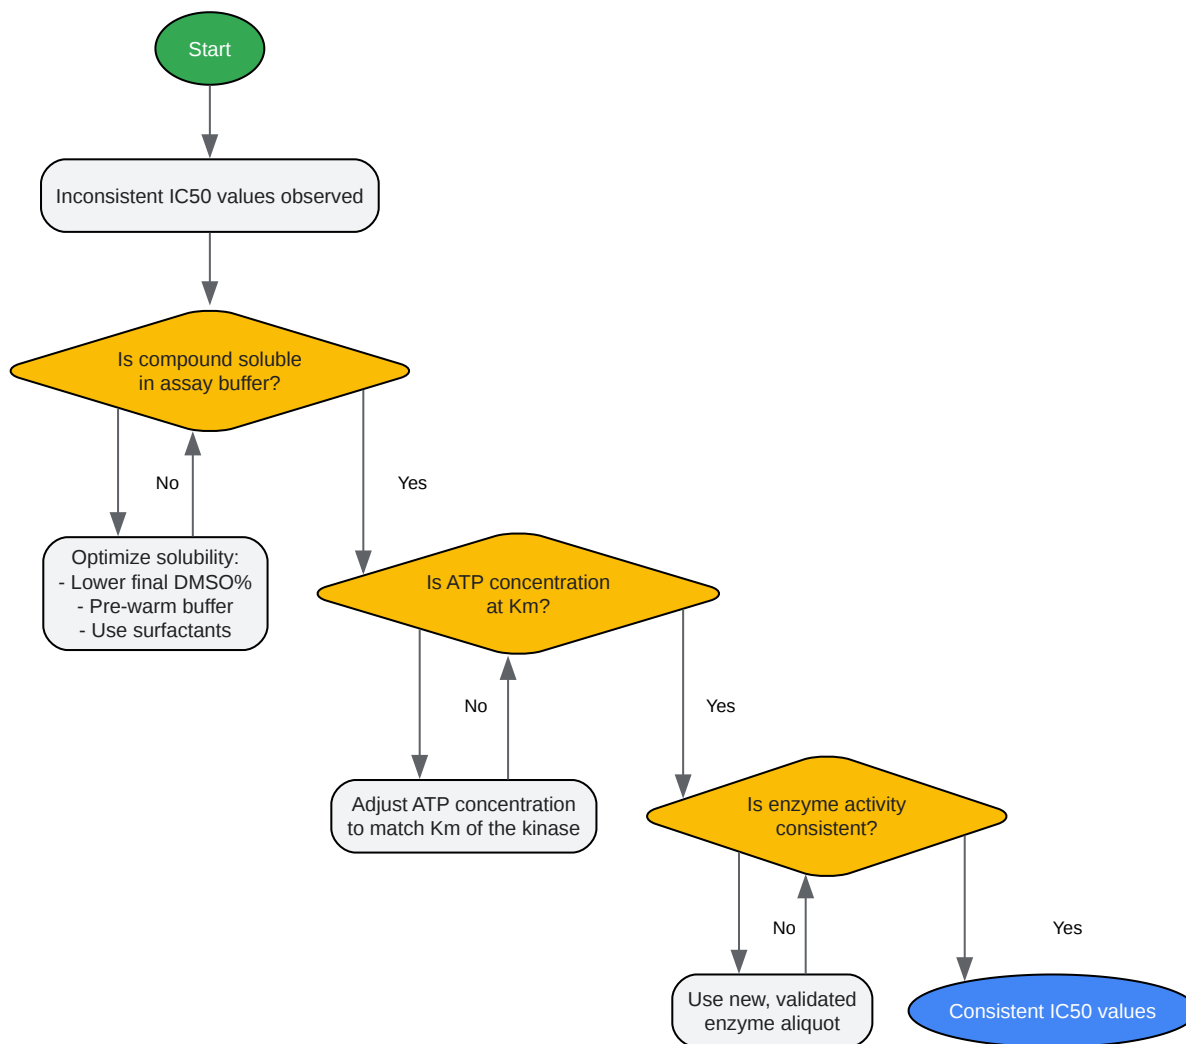 Start
Inconsistent IC50 values observed
Is compound soluble
in assay buffer?
No
Yes
Optimize solubility:
- Lower final DMSO%
- Pre-warm buffer
- Use surfactants
Is ATP concentration
at Km?
No
Yes
Adjust ATP concentration
to match Km of the kinase
Is enzyme activity
consistent?
No
Yes
Use new, validated
enzyme aliquot
Consistent IC50 values